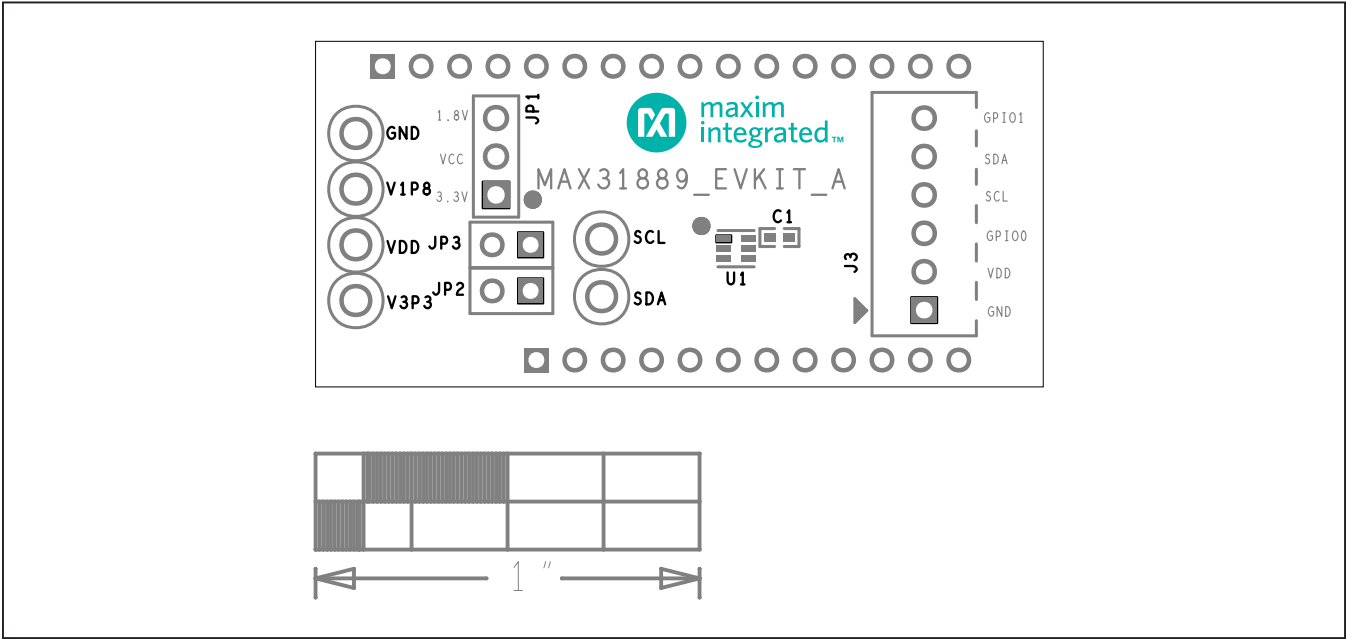 JP1
1.8V
VCC
3.3V
GND
V1P8
VDD
V3P3
JP3
JP2
SCL
SDA
maxim
integrated™
MAX31889_EVKIT_A
C1
U1
J3
GPIO1
SDA
SCL
GPIO0
VDD
GND
1 "